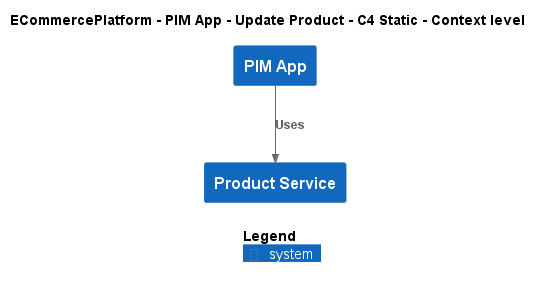 ECommercePlatform - PIM App - Update Product - C4 Static - Context level
PIM App
Uses
Product Service
Legend
system